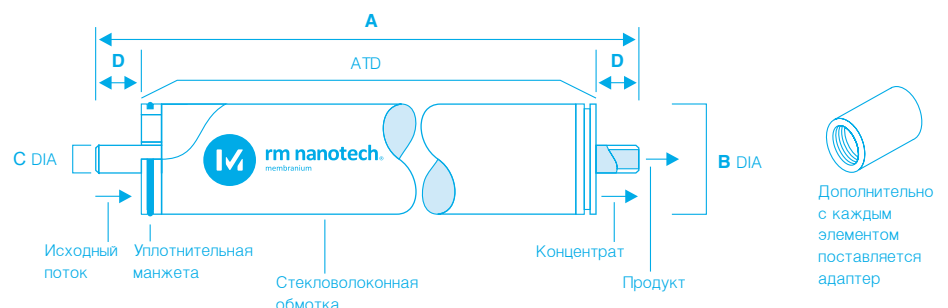 A
D
ATD
D
C DIA
rm nanotech®
membranium
B DIA
Исходный
поток
Уплотнительная
манжета
Стекловолоконная
обмотка
Концентрат
Продукт
Дополнительно
с каждым
элементом
поставляется
адаптер